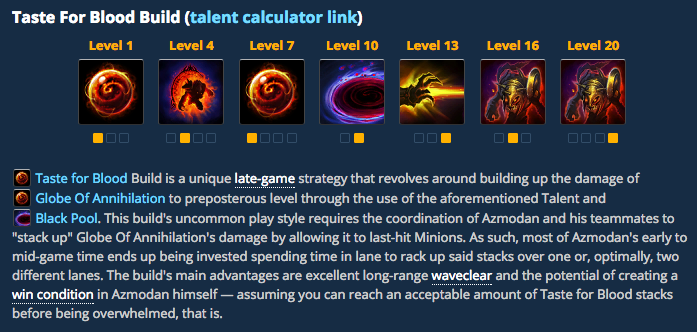 Taste For Blood Build (talent calculator link)
Level 1 Level 4 Level 7 Level 10 Level 13 Level 16 Level 20
Taste for Blood Build is a unique late-game strategy that revolves around building up the damage of
Globe Of Annihilation to preposterous level through the use of the aforementioned Talent and
Black Pool. This build's uncommon play style requires the coordination of Azmodan and his teammates to
"stack up" Globe Of Annihilation's damage by allowing it to last-hit Minions. As such, most of Azmodan's early to
mid-game time ends up being invested spending time in lane to rack up said stacks over one or, optimally, two
different lanes. The build's main advantages are excellent long-range waveclear and the potential of creating a
win condition in Azmodan himself — assuming you can reach an acceptable amount of Taste for Blood stacks
before being overwhelmed, that is.